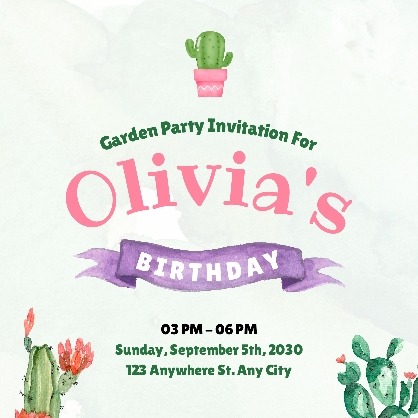 Garden Party Invitation For
Olivia's
BIRTHDAY
03 PM – 06 PM
Sunday, September 5th, 2030
123 Anywhere St. Any City